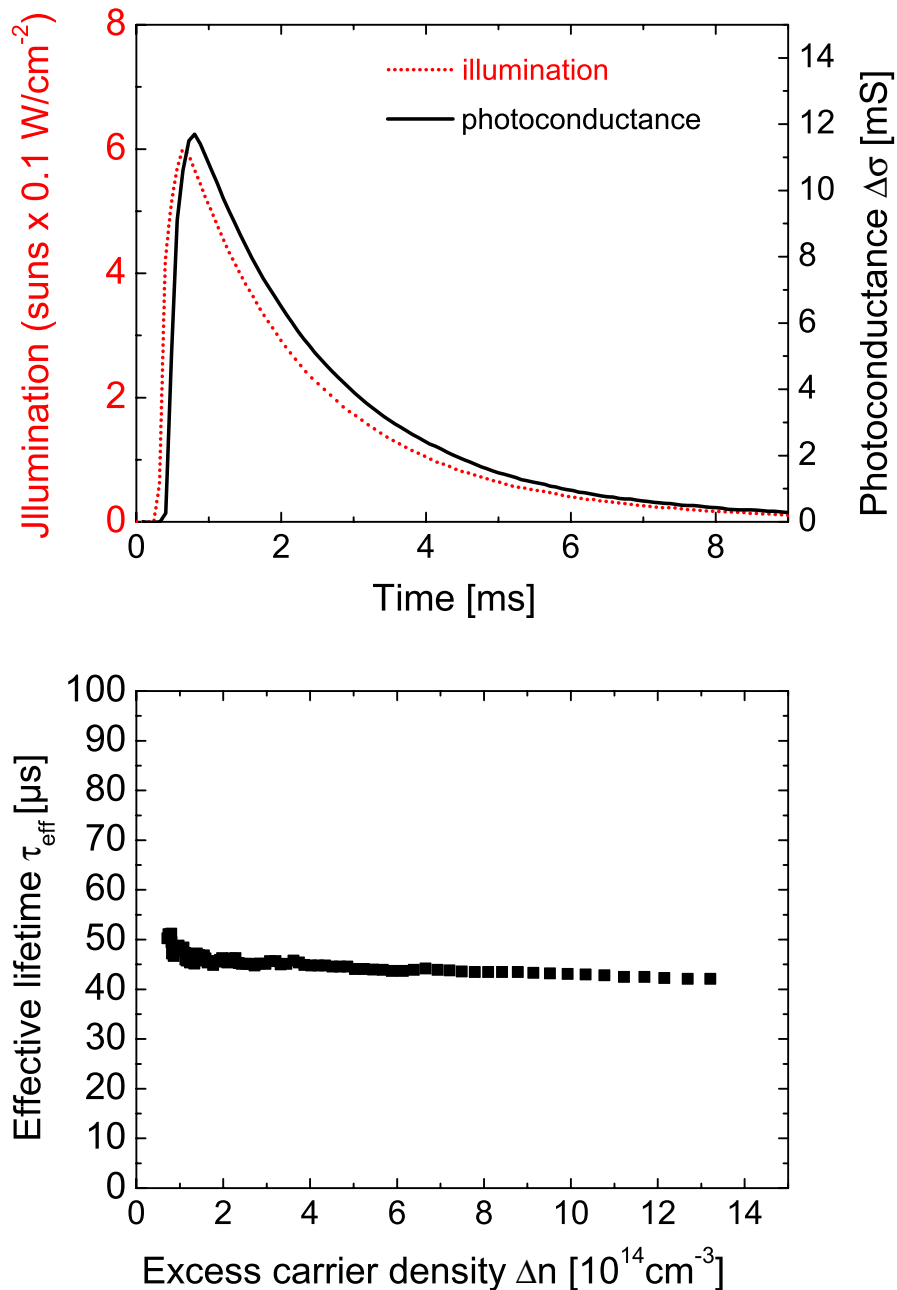 Jllumination (suns x 0.1 W/cm⁻²)
8
6
4
2
0
illumination
photoconductance
14
12
10
8
6
4
2
0
Photoconductance Δσ [mS]
0 2 4 6 8
Time [ms]
Effective lifetime τeff [µs]
100
90
80
70
60
50
40
30
20
10
0
0 2 4 6 8 10 12 14
Excess carrier density Δn [10¹⁴cm⁻³]